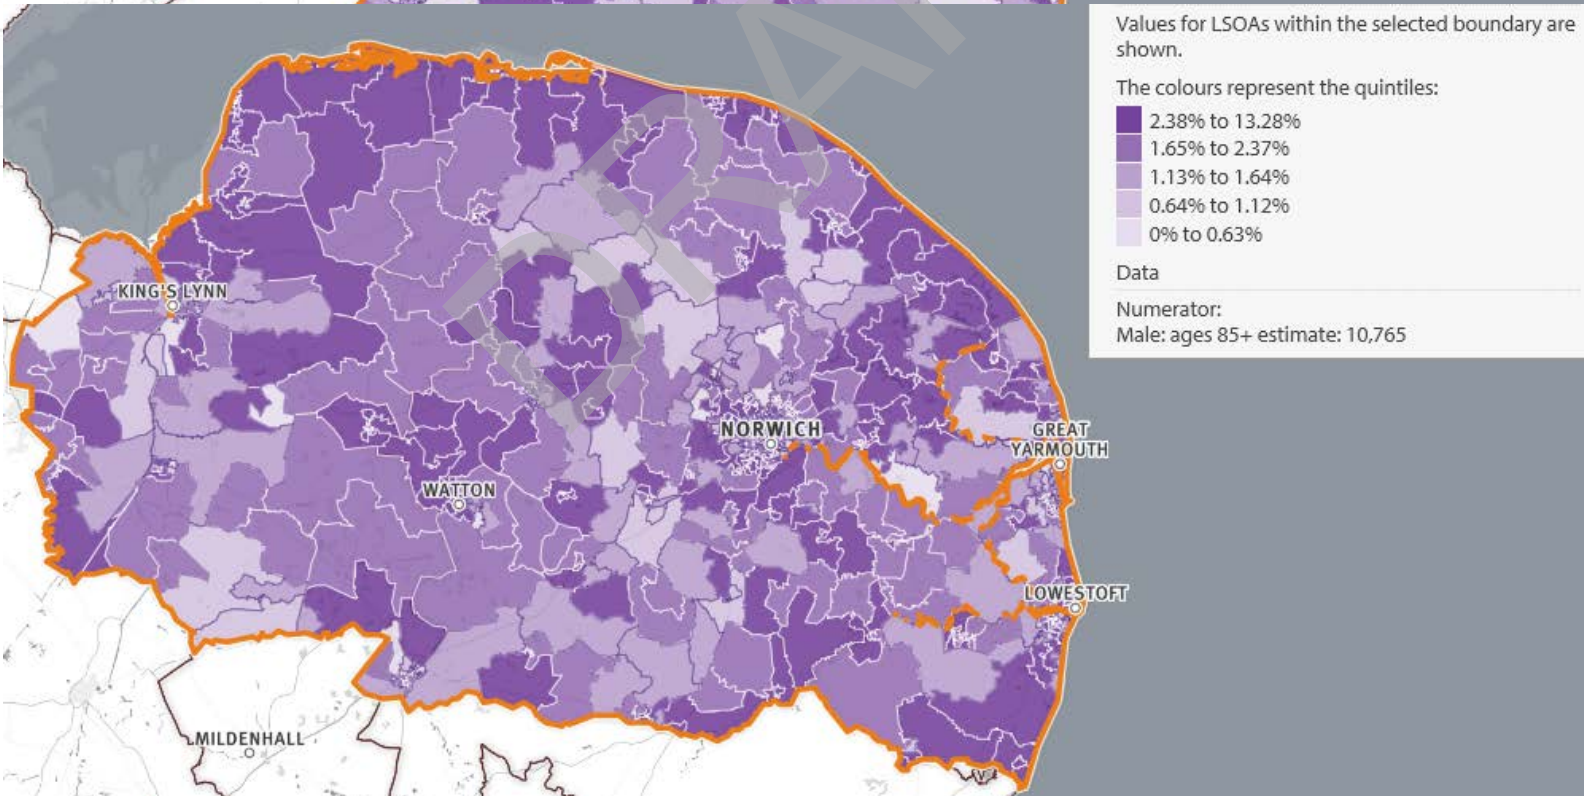 Values for LSOAs within the selected boundary are
shown.
The colours represent the quintiles:
2.38% to 13.28%
1.65% to 2.37%
1.13% to 1.64%
0.64% to 1.12%
0% to 0.63%
Data
Numerator:
Male: ages 85+ estimate: 10,765
KING'S LYNN
NORWICH
GREAT
YARMOUTH
WATTON
LOWESTOFT
MILDENHALL
DRA